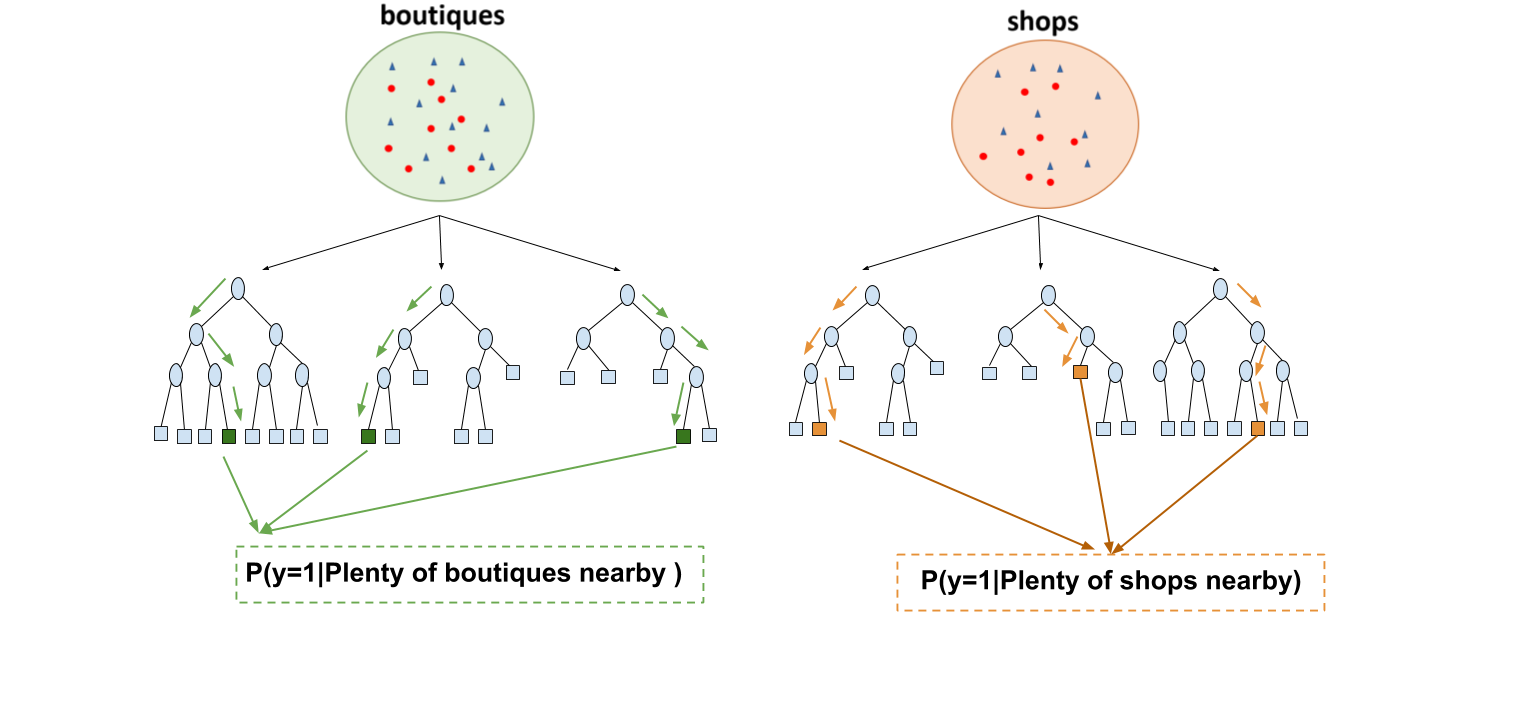 boutiques
shops
P(y=1|Plenty of boutiques nearby )
P(y=1|Plenty of shops nearby)